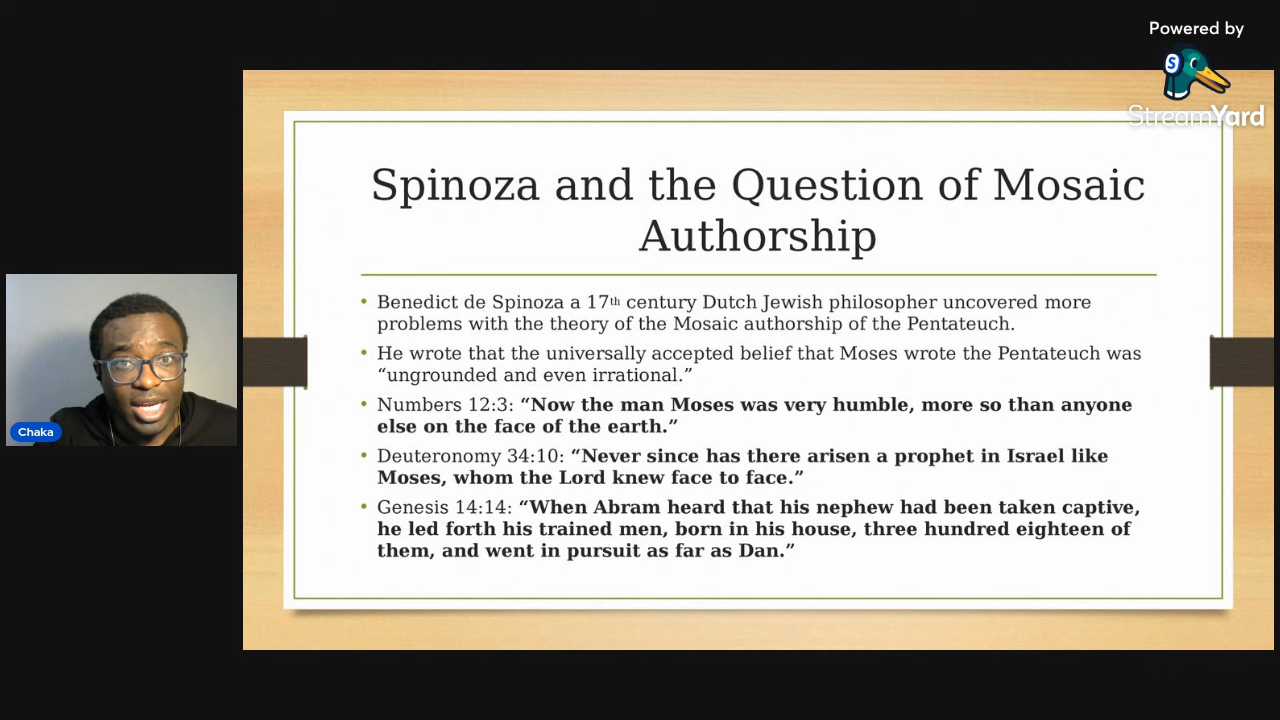 Powered by
S
StreamYard
Spinoza and the Question of Mosaic
Authorship
• Benedict de Spinoza a 17th century Dutch Jewish philosopher uncovered more
problems with the theory of the Mosaic authorship of the Pentateuch.
• He wrote that the universally accepted belief that Moses wrote the Pentateuch was
“ungrounded and even irrational.”
• Numbers 12:3: “Now the man Moses was very humble, more so than anyone
else on the face of the earth.”
• Deuteronomy 34:10: “Never since has there arisen a prophet in Israel like
Moses, whom the Lord knew face to face.”
• Genesis 14:14: “When Abram heard that his nephew had been taken captive,
he led forth his trained men, born in his house, three hundred eighteen of
them, and went in pursuit as far as Dan.”
Chaka